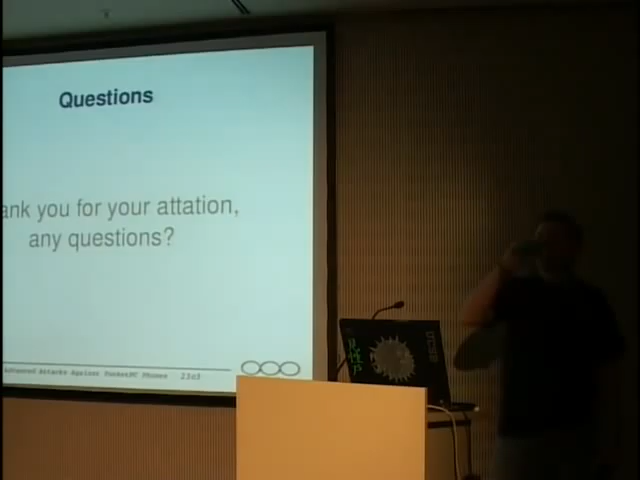 Questions
ank you for your attation,
any questions?
Advanced Attacks Against PocketPC Phones 23c3